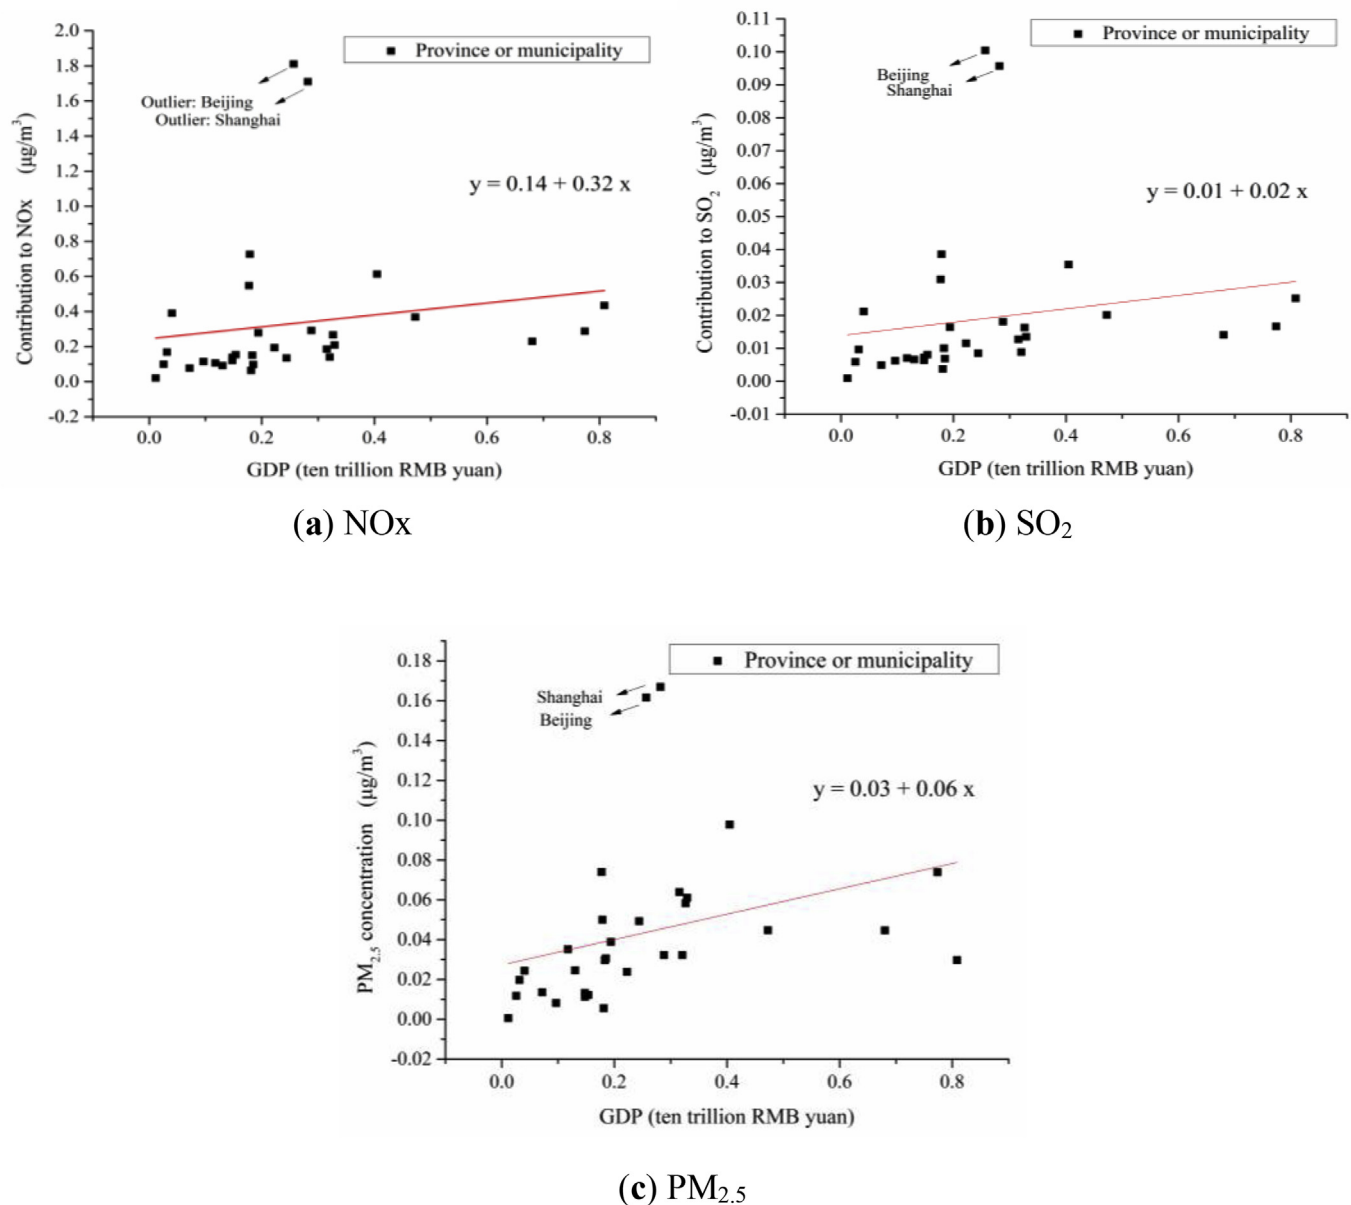 2.0
1.8
1.6
1.4
1.2
1.0
0.8
0.6
0.4
0.2
0.0
-0.2
Contribution to NOx (μg/m³)
Province or municipality
Outlier: Beijing
Outlier: Shanghai
y = 0.14 + 0.32 x
0.0 0.2 0.4 0.6 0.8
GDP (ten trillion RMB yuan)
(a) NOx
0.11
0.10
0.09
0.08
0.07
0.06
0.05
0.04
0.03
0.02
0.01
0.00
-0.01
Contribution to SO₂ (μg/m³)
Province or municipality
Beijing
Shanghai
y = 0.01 + 0.02 x
0.0 0.2 0.4 0.6 0.8
GDP (ten trillion RMB yuan)
(b) SO₂
0.18
0.16
0.14
0.12
0.10
0.08
0.06
0.04
0.02
0.00
-0.02
PM₂.₅ concentration (μg/m³)
Province or municipality
Shanghai
Beijing
y = 0.03 + 0.06 x
0.0 0.2 0.4 0.6 0.8
GDP (ten trillion RMB yuan)
(c) PM₂.₅